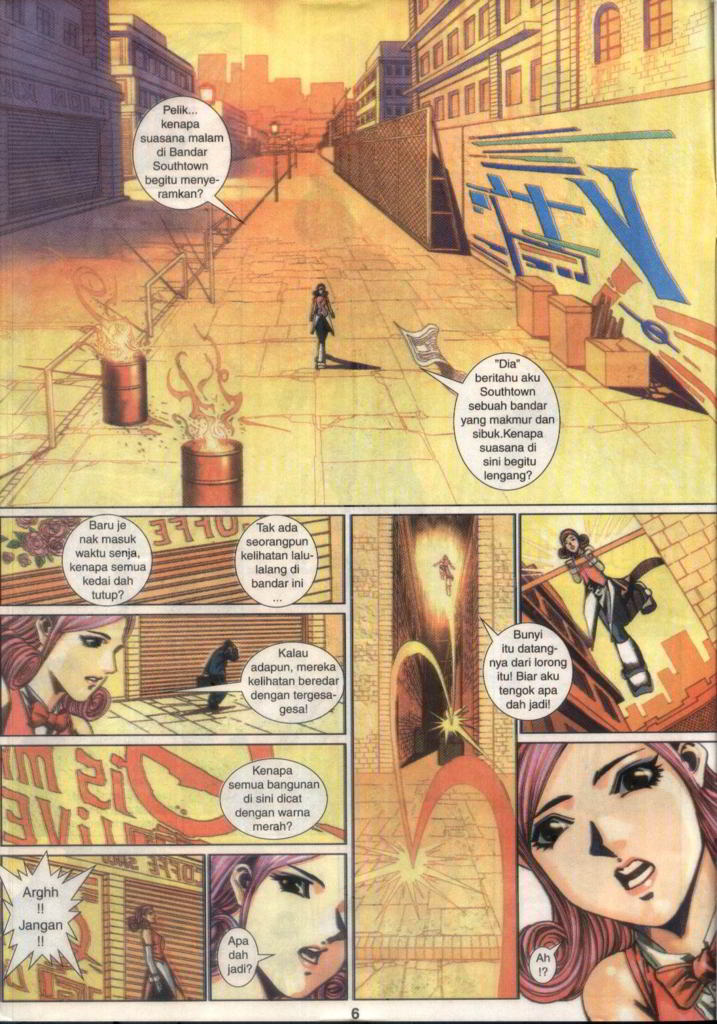 Pelik...
kenapa
suasana malam
di Bandar
Southtown
begitu menye-
ramkan?
"Dia"
beritahu aku
Southtown
sebuah bandar
yang makmur dan
sibuk.Kenapa
suasana di
sini begitu
lengang?
Baru je
nak masuk
waktu senja,
kenapa semua
kedai dah
tutup?
Tak ada
seorangpun
kelihatan lalu-
lalang di
bandar ini
...
Kalau
adapun, mereka
kelihatan beredar
dengan tergesa-
gesa!
Kenapa
semua bangunan
di sini dicat
dengan warna
merah?
Arghh
!!
Jangan
!!
Apa
dah
jadi?
Bunyi
itu datang-
nya dari lorong
itu! Biar aku
tengok apa
dah jadi!
Ah
!?
6